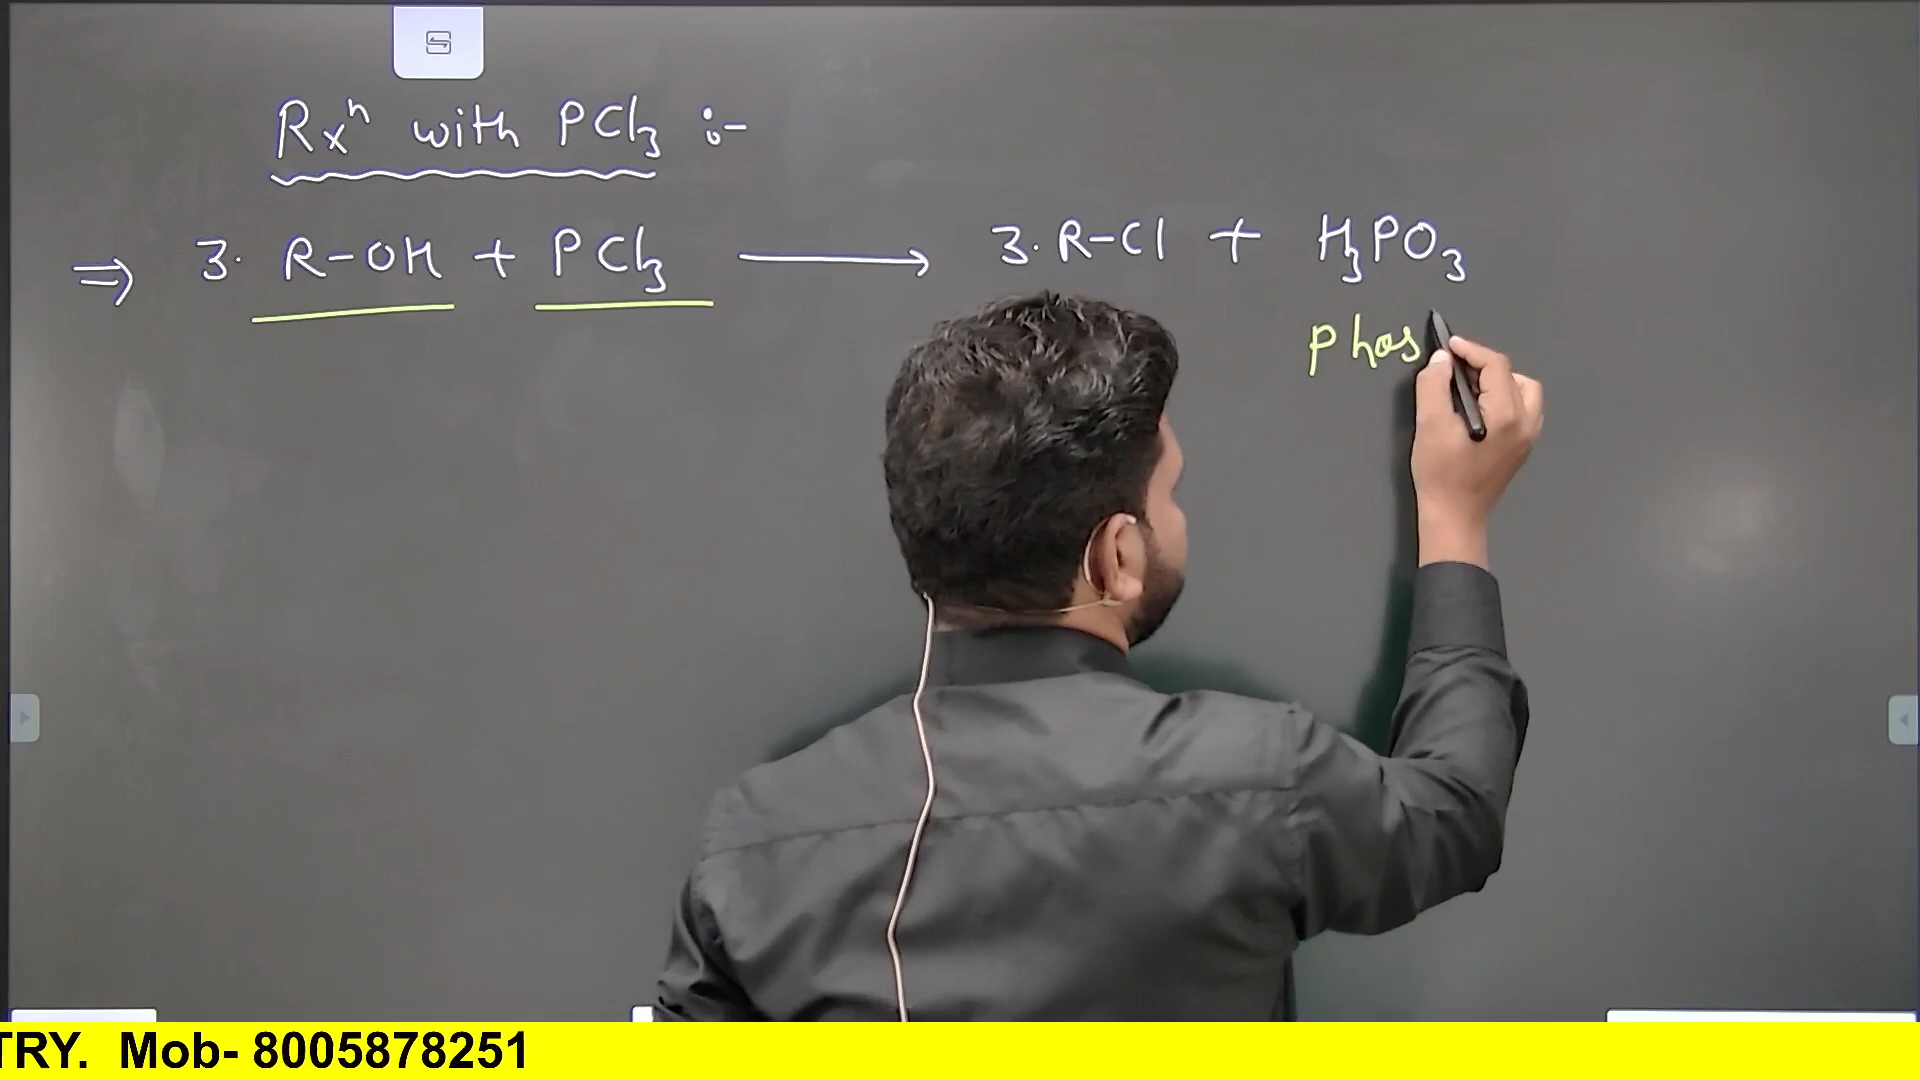 Rxⁿ with PCl₃ :-
⇒ 3. R-OH + PCl₃ ⟶ 3. R-Cl + H₃PO₃
Phos
TRY. Mob- 8005878251